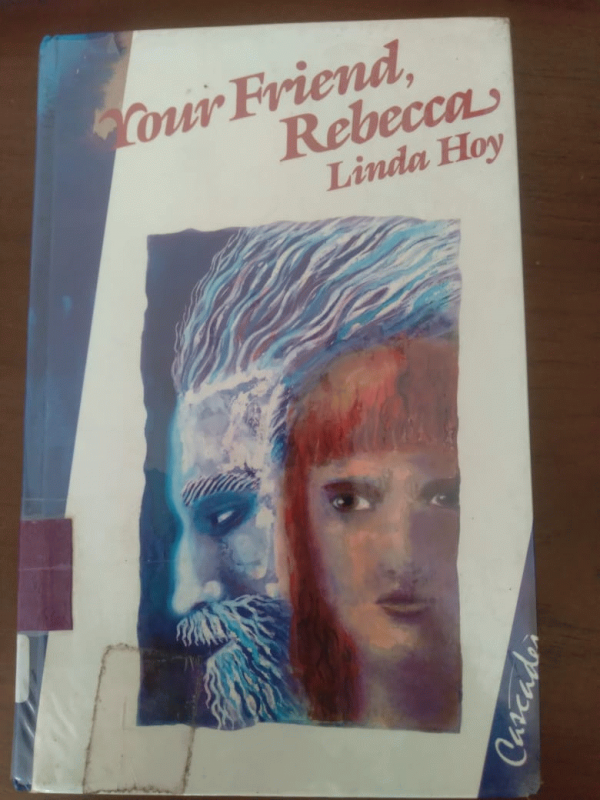 Your Friend,
Rebecca
Linda Hoy
Cascades